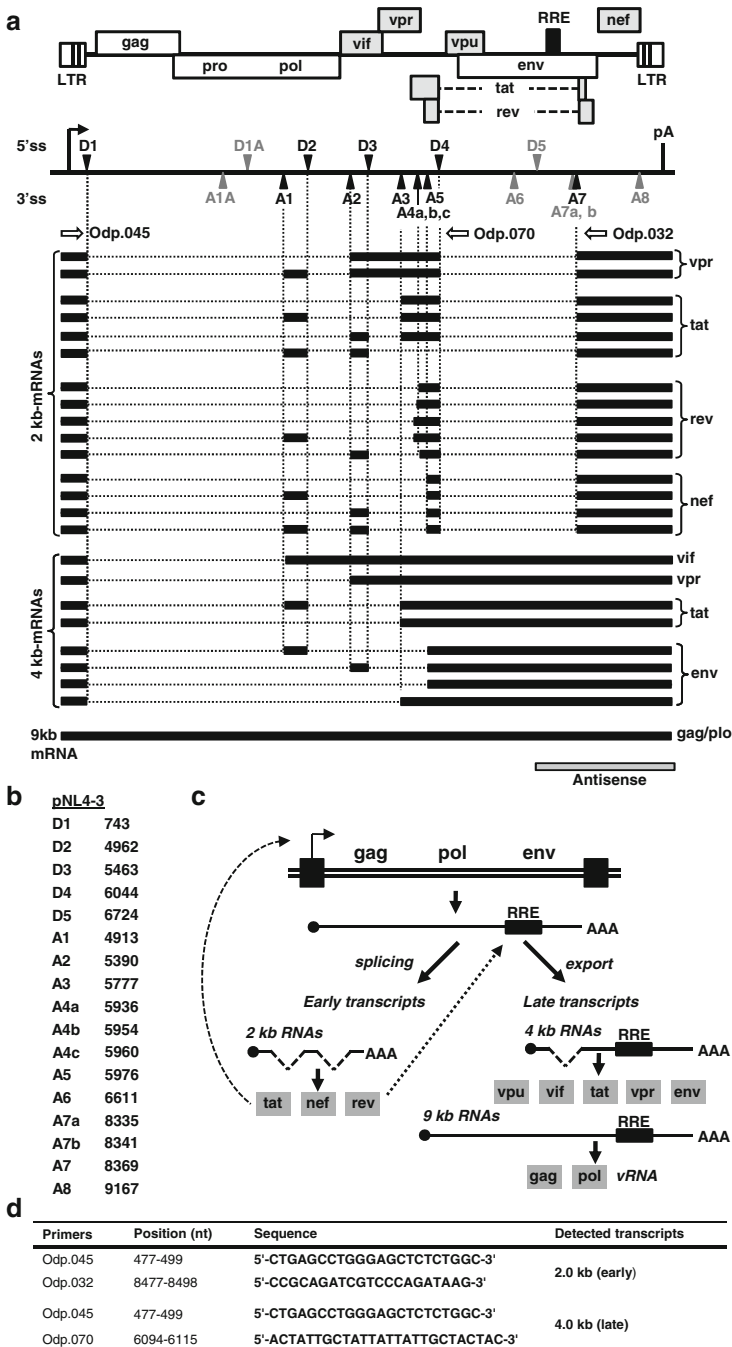 a
gag
vif
vpr
vpu
RRE
nef
LTR
pro pol
env
LTR
tat
rev
5'ss D1 D1A D2 D3 D4 D5 pA
3'ss A1A A1 A2 A3 A5 A6 A7 A8
A4a,b,c A7a, b
Odp.045 Odp.070 Odp.032
2 kb-mRNAs
vpr
tat
rev
nef
4 kb-mRNAs
vif
vpr
tat
env
9kb mRNA gag/plo
Antisense
b
pNL4-3
D1 743
D2 4962
D3 5463
D4 6044
D5 6724
A1 4913
A2 5390
A3 5777
A4a 5936
A4b 5954
A4c 5960
A5 5976
A6 6611
A7a 8335
A7b 8341
A7 8369
A8 9167
c
gag pol env
RRE
AAA
splicing export
Early transcripts Late transcripts
2 kb RNAs
AAA
tat nef rev
4 kb RNAs RRE
AAA
vpu vif tat vpr env
9kb RNAs RRE
AAA
gag pol vRNA
d
Primers Position (nt) Sequence Detected transcripts
Odp.045 477-499 5'-CTGAGCCTGGGAGCTCTCTGGC-3'
2.0 kb (early)
Odp.032 8477-8498 5'-CCGCAGATCGTCCCAGATAAG-3'
Odp.045 477-499 5'-CTGAGCCTGGGAGCTCTCTGGC-3'
4.0 kb (late)
Odp.070 6094-6115 5'-ACTATTGCTATTATTATTGCTACTAC-3'